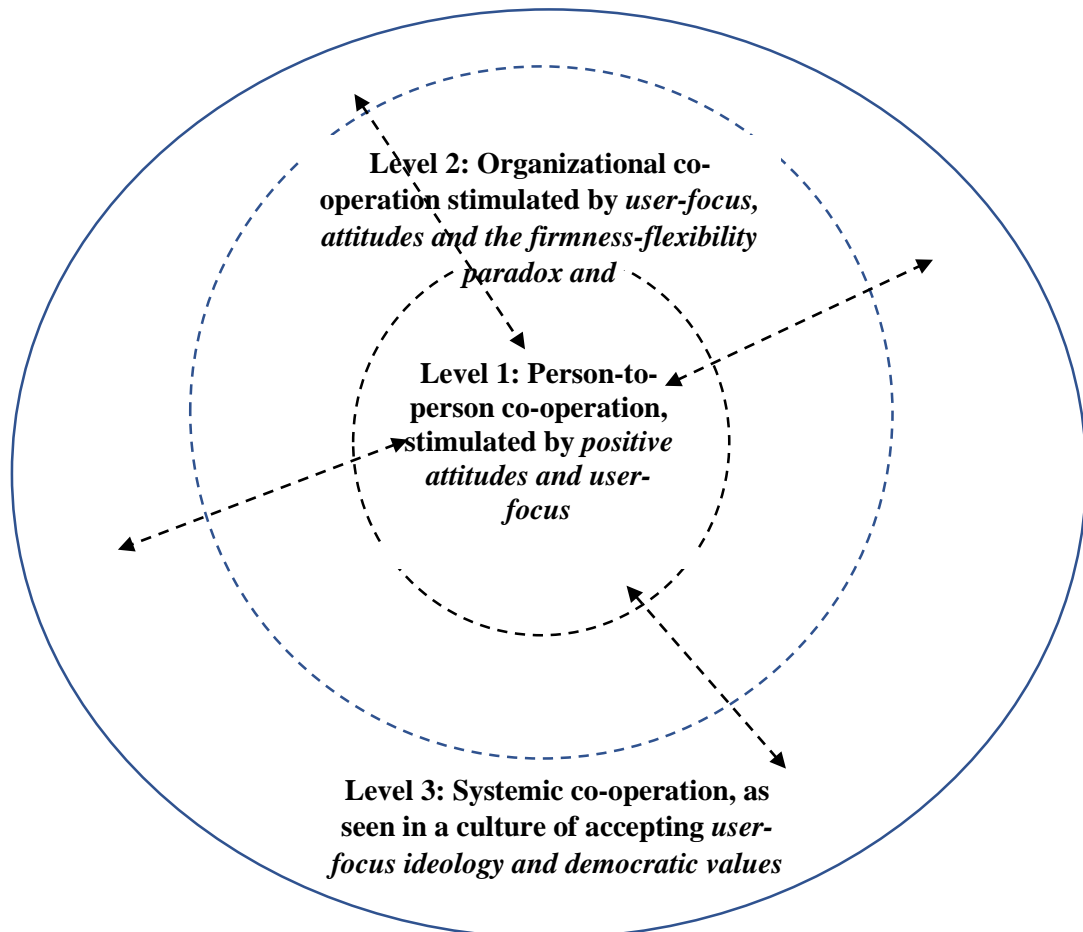 Level 2: Organizational co-
operation stimulated by user-focus,
attitudes and the firmness-flexibility
paradox and
Level 1: Person-to-
person co-operation,
stimulated by positive
attitudes and user-
focus
Level 3: Systemic co-operation, as
seen in a culture of accepting user-
focus ideology and democratic values